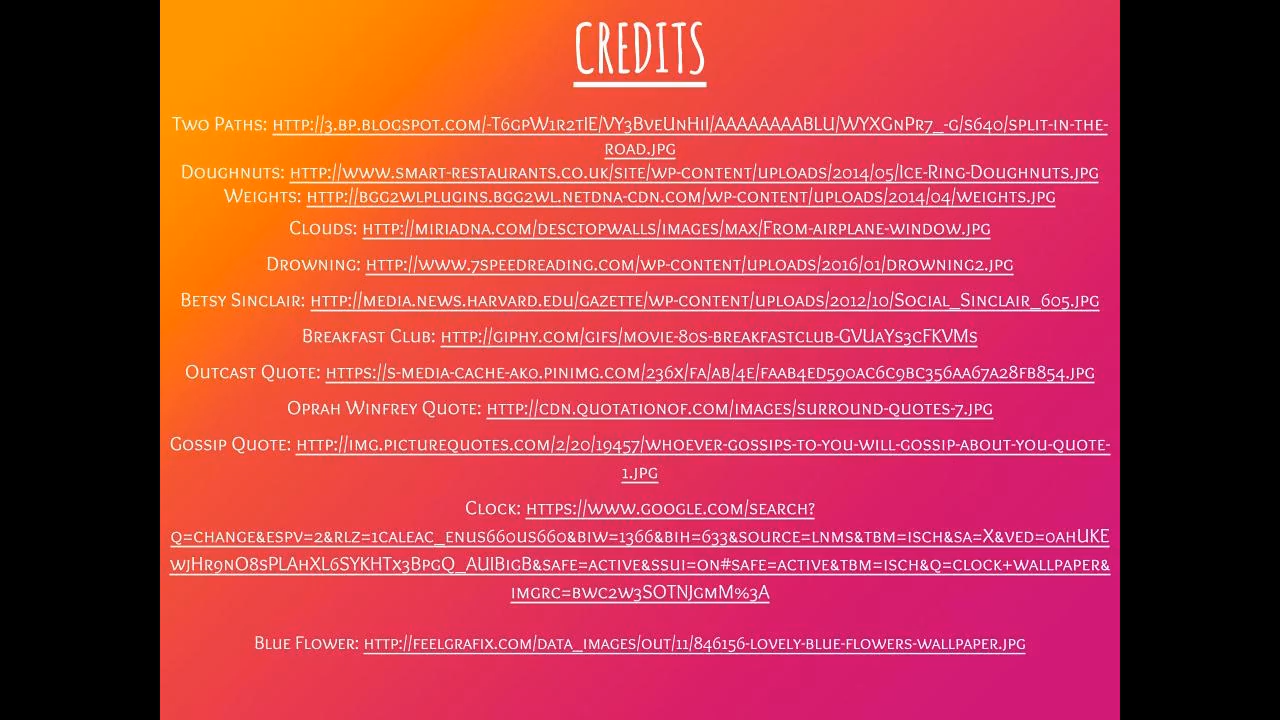 CREDITS
Two Paths: http://3.bp.blogspot.com/-T6gpW1r2tIE/VY3BveUnHiI/AAAAAAAABLU/WYXGnPr7_-g/s640/split-in-the-
road.jpg
Doughnuts: http://www.smart-restaurants.co.uk/site/wp-content/uploads/2014/05/Ice-Ring-Doughnuts.jpg
Weights: http://bgg2wlplugins.bgg2wl.netdna-cdn.com/wp-content/uploads/2014/04/weights.jpg
Clouds: http://miriadna.com/desctopwalls/images/max/From-airplane-window.jpg
Drowning: http://www.7speedreading.com/wp-content/uploads/2016/01/drowning2.jpg
Betsy Sinclair: http://media.news.harvard.edu/gazette/wp-content/uploads/2012/10/Social_Sinclair_605.jpg
Breakfast Club: http://giphy.com/gifs/movie-80s-breakfastclub-GVUaYs3cFKVMs
Outcast Quote: https://s-media-cache-ak0.pinimg.com/236x/fa/ab/4e/faab4ed590ac6c9bc356aa67a28fb854.jpg
Oprah Winfrey Quote: http://cdn.quotationof.com/images/surround-quotes-7.jpg
Gossip Quote: http://img.picturequotes.com/2/20/19457/whoever-gossips-to-you-will-gossip-about-you-quote-
1.jpg
Clock: https://www.google.com/search?
q=change&espv=2&rlz=1CALEAC_enUS660US660&biw=1366&bih=633&source=lnms&tbm=isch&sa=X&ved=0ahUKE
wjHr9nO8sPLAhXL6SYKHTx3BpgQ_AUIBigB&safe=active&ssui=on#safe=active&tbm=isch&q=clock+wallpaper&
imgrc=bwc2w3SOTNJgmM%3A
Blue Flower: http://feelgrafix.com/data_images/out/11/846156-lovely-blue-flowers-wallpaper.jpg